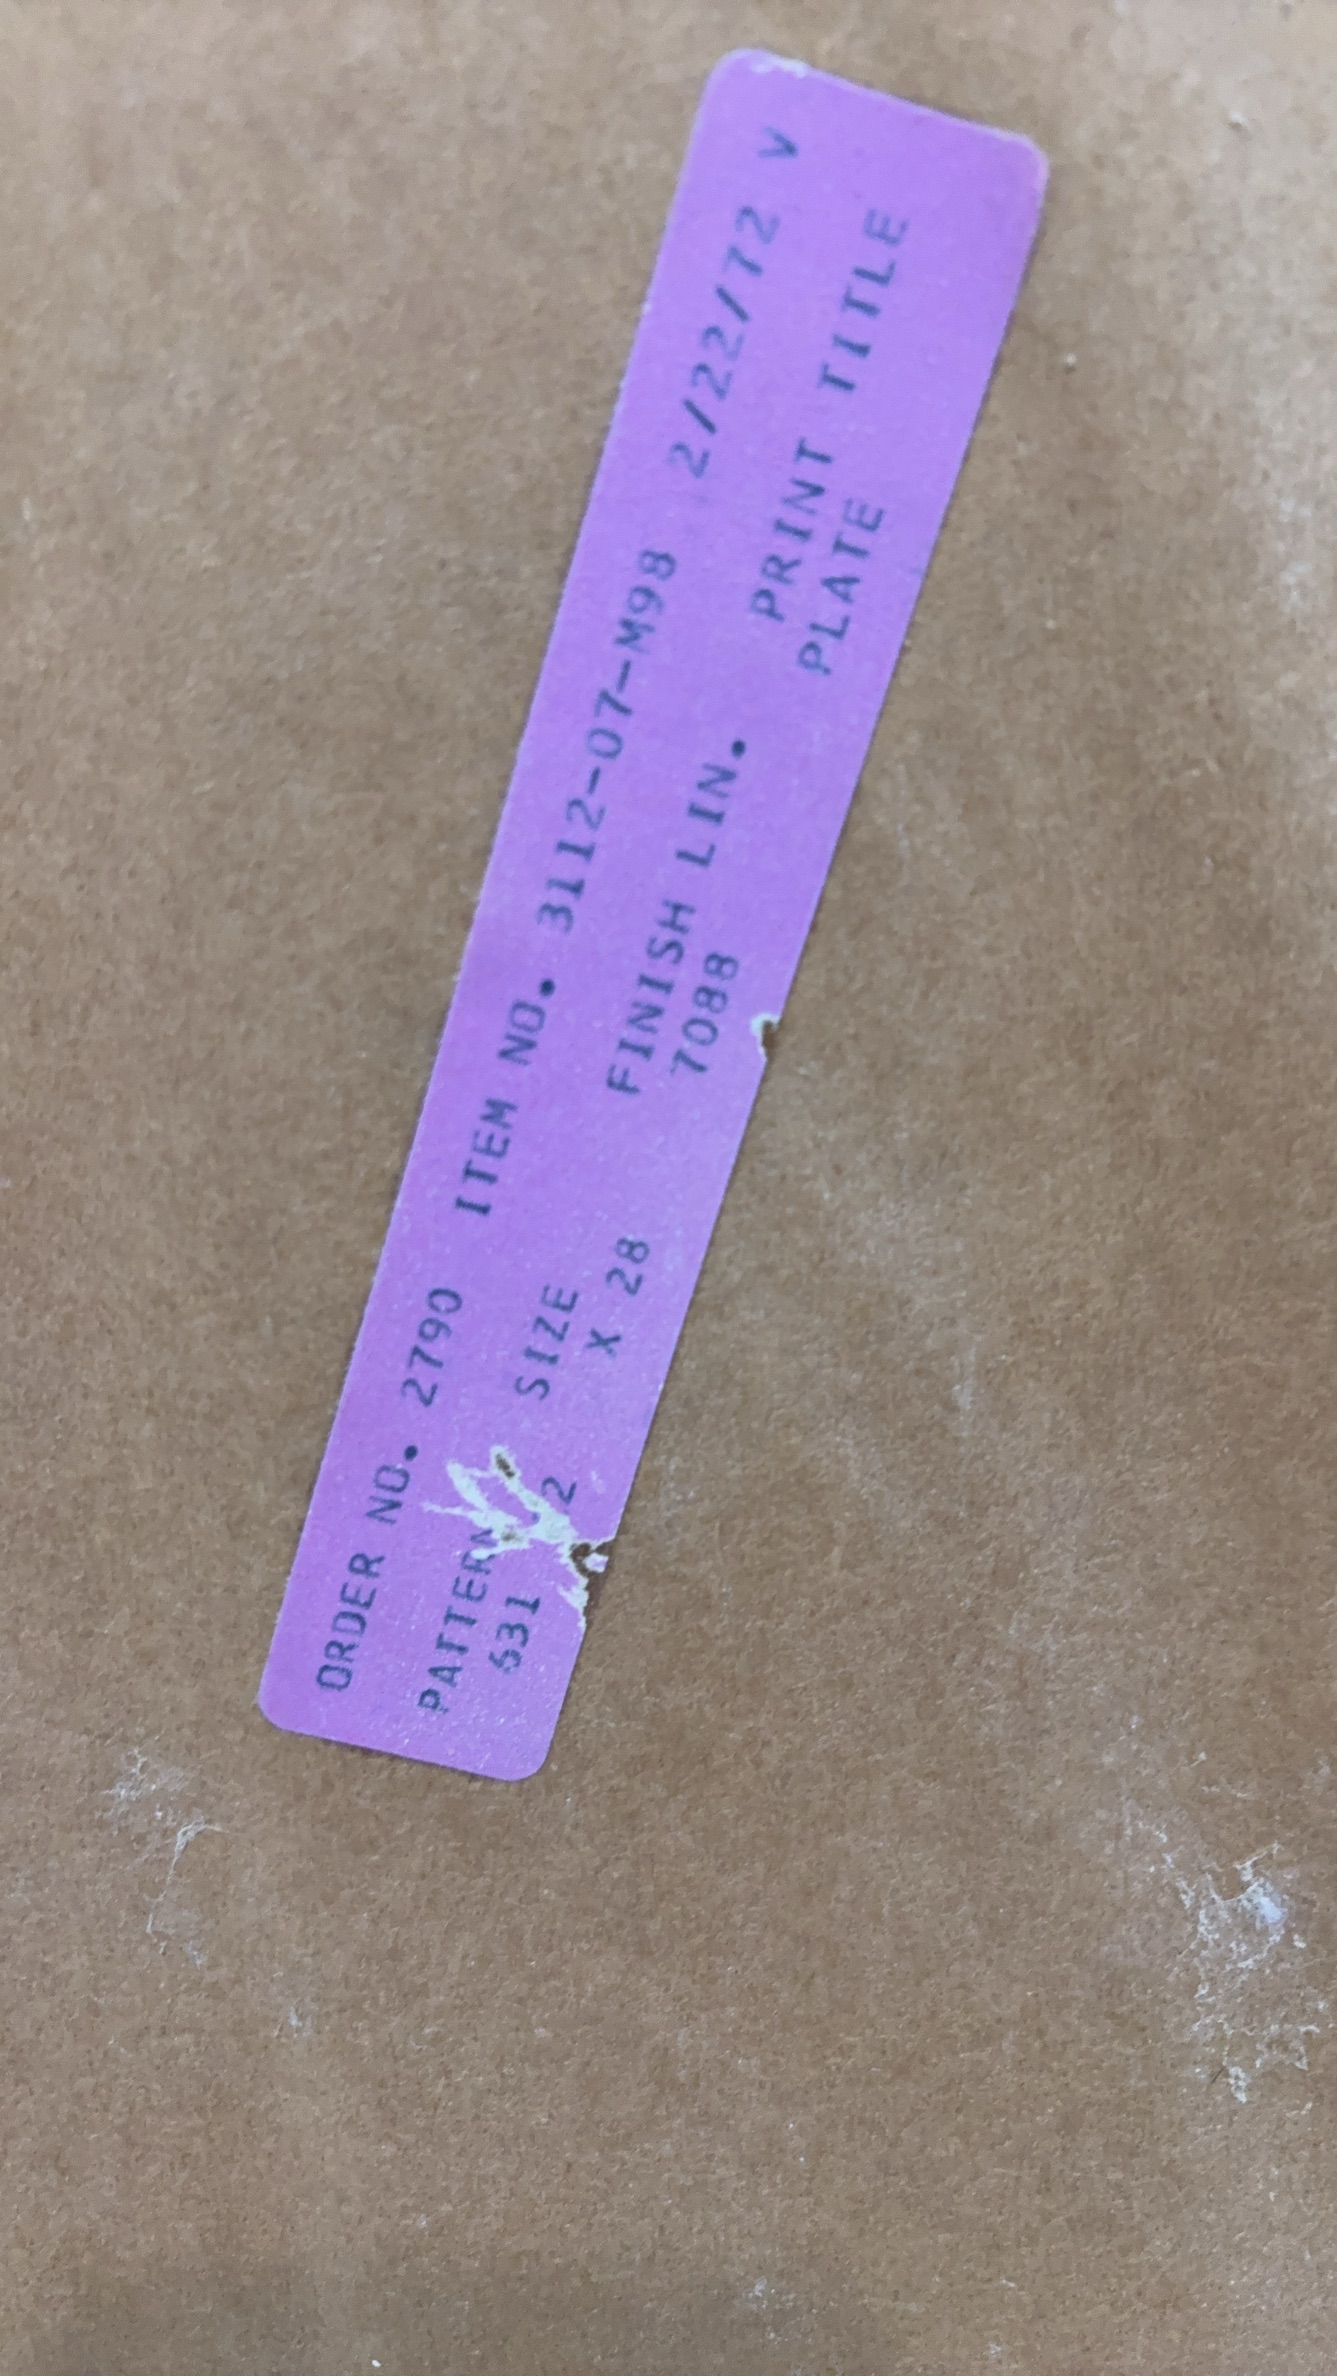 ORDER NO. 2790 ITEM NO. 3112-07-M98 2/22/72 V
PATTERN SIZE FINISH LIN. PRINT TITLE
631 X 28 7088 PLATE